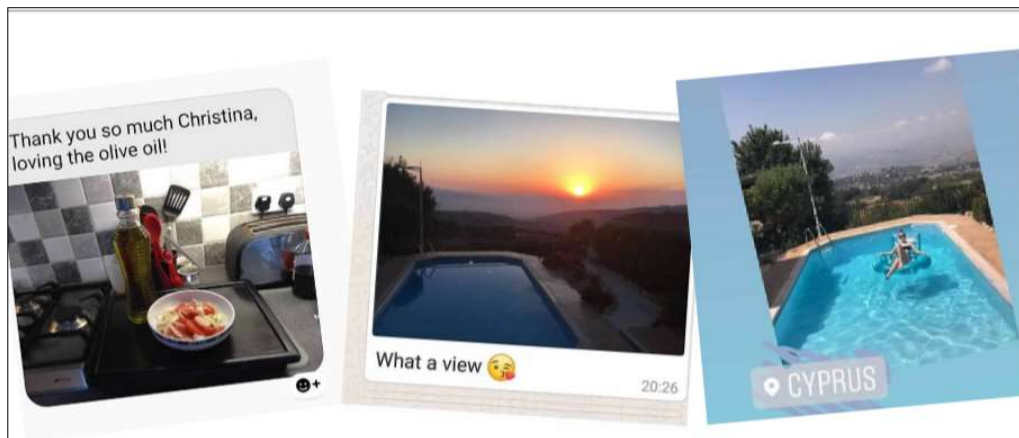 Thank you so much Christina,
loving the olive oil!
What a view 😘
20:26
CYPRUS